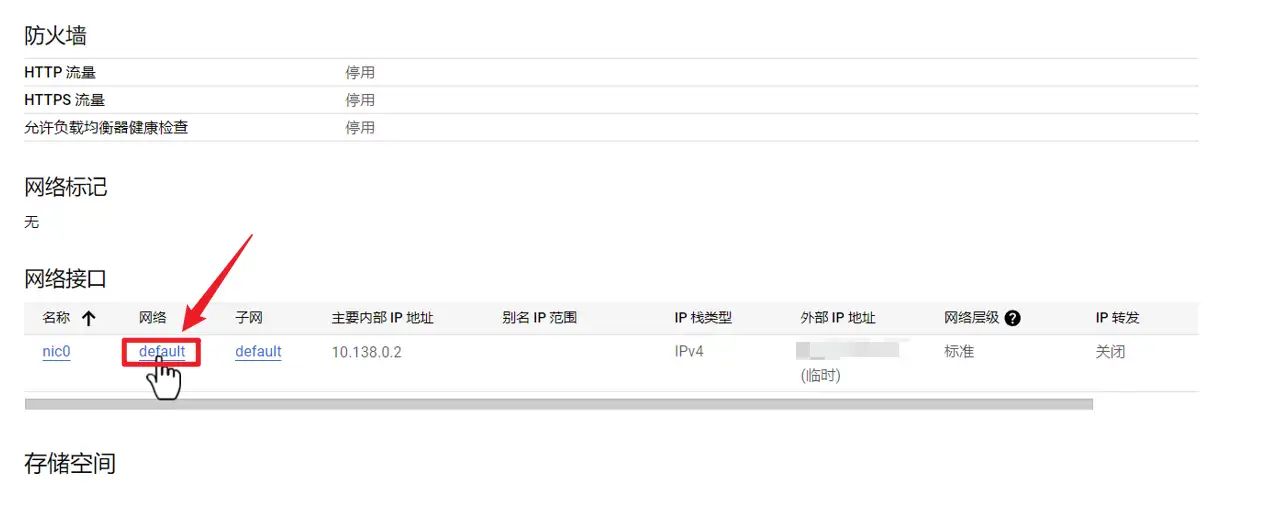 防火墙
HTTP 流量 停用
HTTPS 流量 停用
允许负载均衡器健康检查 停用
网络标记
无
网络接口
名称 网络 子网 主要内部 IP 地址 别名 IP 范围 IP 栈类型 外部 IP 地址 网络层级 ? IP 转发
nic0 default default 10.138.0.2 IPv4 标准 关闭
(临时)
存储空间